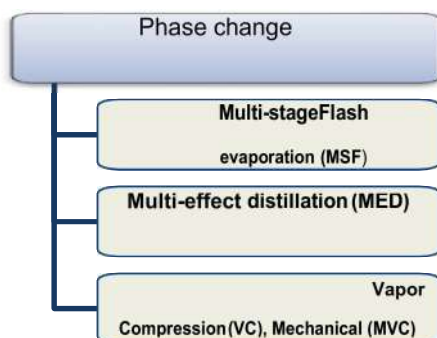 Phase change
Multi-stageFlash
evaporation (MSF)
Multi-effect distillation (MED)
Vapor
Compression(VC), Mechanical (MVC)